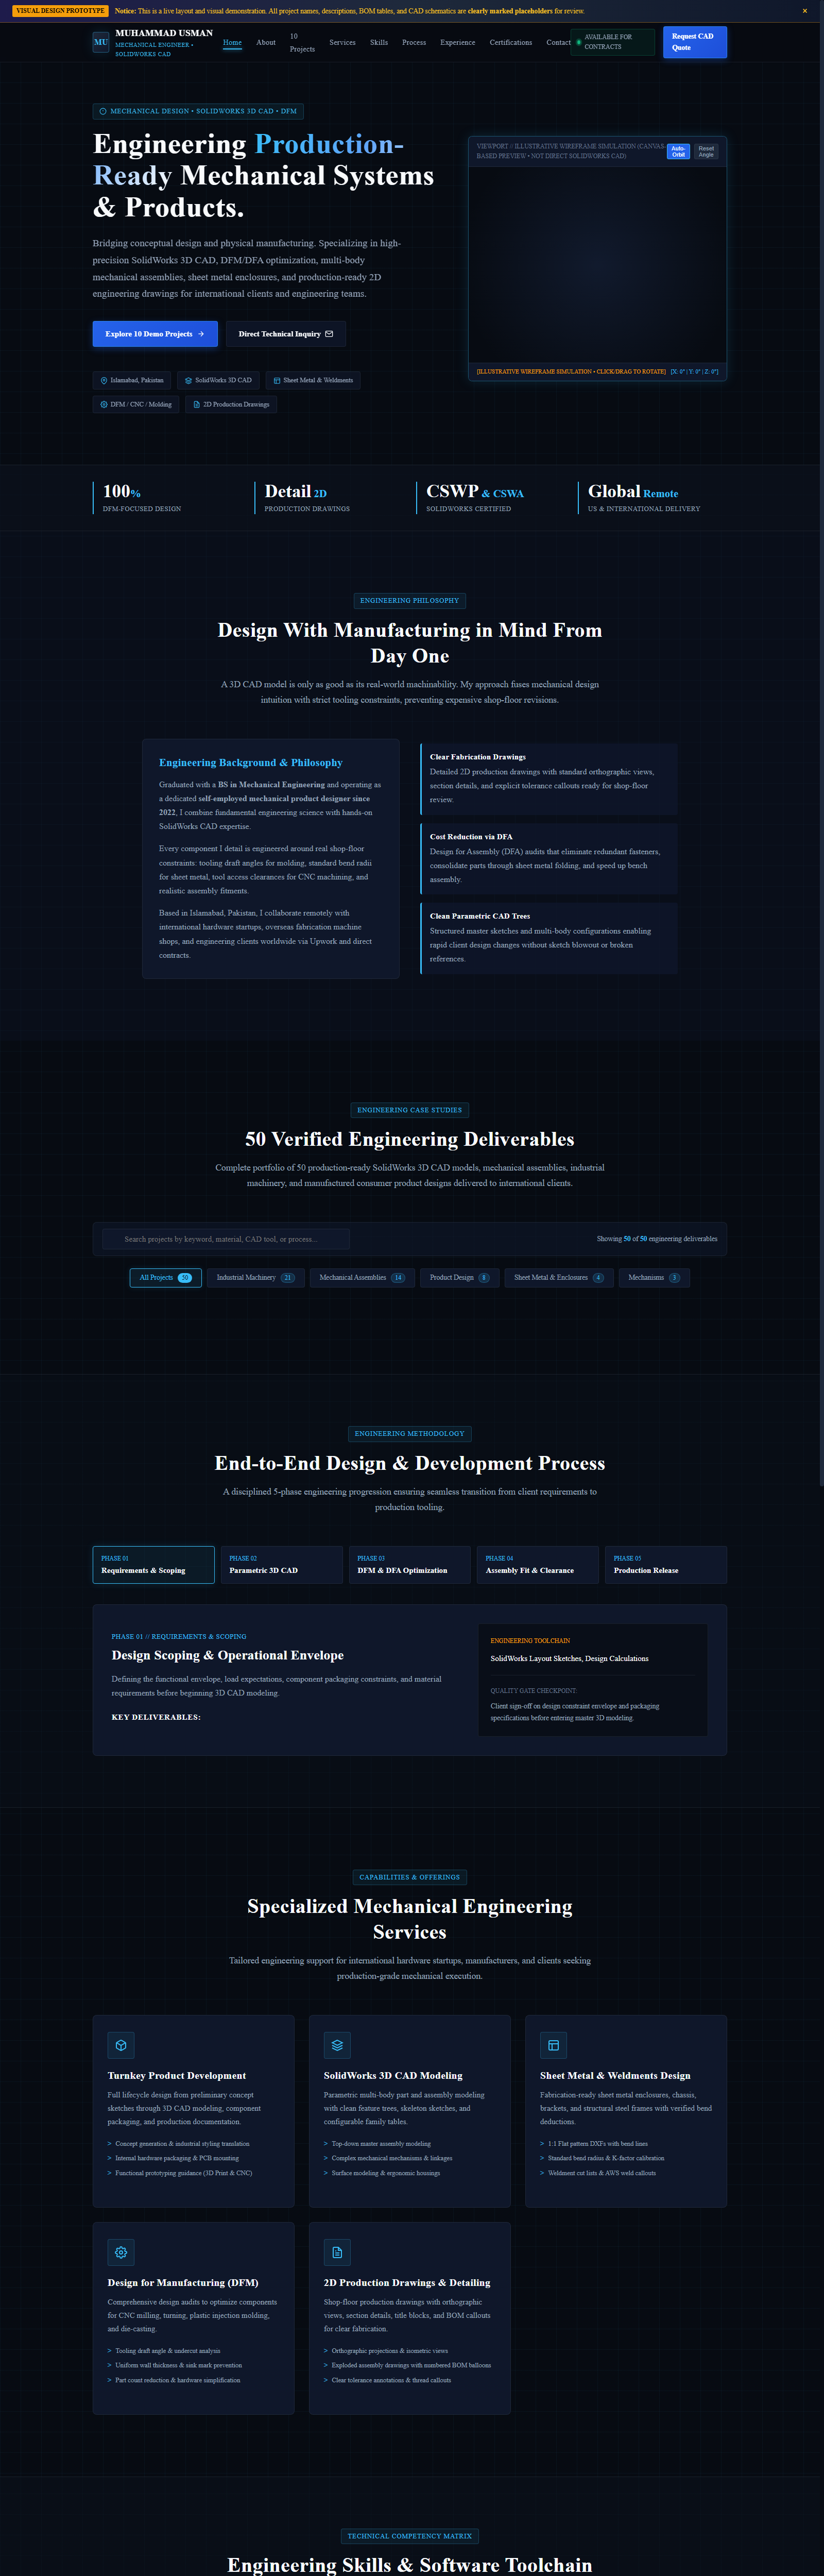 VISUAL DESIGN PROTOTYPE Notice: This is a live layout and visual demonstration. All project names, descriptions, BOM tables, and CAD schematics are clearly marked placeholders for review. ×
MU
MUHAMMAD USMAN
MECHANICAL ENGINEER •
SOLIDWORKS CAD
Home
About
10
Projects
Services
Skills
Process
Experience
Certifications
Contact
AVAILABLE FOR
CONTRACTS
Request CAD
Quote
MECHANICAL DESIGN • SOLIDWORKS 3D CAD • DFM
Engineering Production-
Ready Mechanical Systems
& Products.
Bridging conceptual design and physical manufacturing. Specializing in high-
precision SolidWorks 3D CAD, DFM/DFA optimization, multi-body
mechanical assemblies, sheet metal enclosures, and production-ready 2D
engineering drawings for international clients and engineering teams.
Explore 10 Demo Projects
Direct Technical Inquiry
Islamabad, Pakistan
SolidWorks 3D CAD
Sheet Metal & Weldments
DFM / CNC / Molding
2D Production Drawings
VIEWPORT // ILLUSTRATIVE WIREFRAME SIMULATION (CANVAS-
BASED PREVIEW • NOT DIRECT SOLIDWORKS CAD)
Auto-
Orbit
Reset
Angle
[ILLUSTRATIVE WIREFRAME SIMULATION • CLICK/DRAG TO ROTATE]
[X: 0° | Y: 0° | Z: 0°]
100%
DFM-FOCUSED DESIGN
Detail 2D
PRODUCTION DRAWINGS
CSWP & CSWA
SOLIDWORKS CERTIFIED
Global Remote
US & INTERNATIONAL DELIVERY
ENGINEERING PHILOSOPHY
Design With Manufacturing in Mind From
Day One
A 3D CAD model is only as good as its real-world machinability. My approach fuses mechanical design
intuition with strict tooling constraints, preventing expensive shop-floor revisions.
Engineering Background & Philosophy
Graduated with a BS in Mechanical Engineering and operating as
a dedicated self-employed mechanical product designer since
2022, I combine fundamental engineering science with hands-on
SolidWorks CAD expertise.
Every component I detail is engineered around real shop-floor
constraints: tooling draft angles for molding, standard bend radii
for sheet metal, tool access clearances for CNC machining, and
realistic assembly fitments.
Based in Islamabad, Pakistan, I collaborate remotely with
international hardware startups, overseas fabrication machine
shops, and engineering clients worldwide via Upwork and direct
contracts.
Clear Fabrication Drawings
Detailed 2D production drawings with standard orthographic views,
section details, and explicit tolerance callouts ready for shop-floor
review.
Cost Reduction via DFA
Design for Assembly (DFA) audits that eliminate redundant fasteners,
consolidate parts through sheet metal folding, and speed up bench
assembly.
Clean Parametric CAD Trees
Structured master sketches and multi-body configurations enabling
rapid client design changes without sketch blowout or broken
references.
ENGINEERING CASE STUDIES
50 Verified Engineering Deliverables
Complete portfolio of 50 production-ready SolidWorks 3D CAD models, mechanical assemblies, industrial
machinery, and manufactured consumer product designs delivered to international clients.
Search projects by keyword, material, CAD tool, or process...
Showing 50 of 50 engineering deliverables
All Projects 50
Industrial Machinery 21
Mechanical Assemblies 14
Product Design 8
Sheet Metal & Enclosures 4
Mechanisms 3
ENGINEERING METHODOLOGY
End-to-End Design & Development Process
A disciplined 5-phase engineering progression ensuring seamless transition from client requirements to
production tooling.
PHASE 01
Requirements & Scoping
PHASE 02
Parametric 3D CAD
PHASE 03
DFM & DFA Optimization
PHASE 04
Assembly Fit & Clearance
PHASE 05
Production Release
PHASE 01 // REQUIREMENTS & SCOPING
Design Scoping & Operational Envelope
Defining the functional envelope, load expectations, component packaging constraints, and material
requirements before beginning 3D CAD modeling.
KEY DELIVERABLES:
ENGINEERING TOOLCHAIN
SolidWorks Layout Sketches, Design Calculations
QUALITY GATE CHECKPOINT:
Client sign-off on design constraint envelope and packaging
specifications before entering master 3D modeling.
CAPABILITIES & OFFERINGS
Specialized Mechanical Engineering
Services
Tailored engineering support for international hardware startups, manufacturers, and clients seeking
production-grade mechanical execution.
Turnkey Product Development
Full lifecycle design from preliminary concept
sketches through 3D CAD modeling, component
packaging, and production documentation.
> Concept generation & industrial styling translation
> Internal hardware packaging & PCB mounting
> Functional prototyping guidance (3D Print & CNC)
SolidWorks 3D CAD Modeling
Parametric multi-body part and assembly modeling
with clean feature trees, skeleton sketches, and
configurable family tables.
> Top-down master assembly modeling
> Complex mechanical mechanisms & linkages
> Surface modeling & ergonomic housings
Sheet Metal & Weldments Design
Fabrication-ready sheet metal enclosures, chassis,
brackets, and structural steel frames with verified bend
deductions.
> 1:1 Flat pattern DXFs with bend lines
> Standard bend radius & K-factor calibration
> Weldment cut lists & AWS weld callouts
Design for Manufacturing (DFM)
Comprehensive design audits to optimize components
for CNC milling, turning, plastic injection molding,
and die-casting.
> Tooling draft angle & undercut analysis
> Uniform wall thickness & sink mark prevention
> Part count reduction & hardware simplification
2D Production Drawings & Detailing
Shop-floor production drawings with orthographic
views, section details, title blocks, and BOM callouts
for clear fabrication.
> Orthographic projections & isometric views
> Exploded assembly drawings with numbered BOM balloons
> Clear tolerance annotations & thread callouts
TECHNICAL COMPETENCY MATRIX
Engineering Skills & Software Toolchain